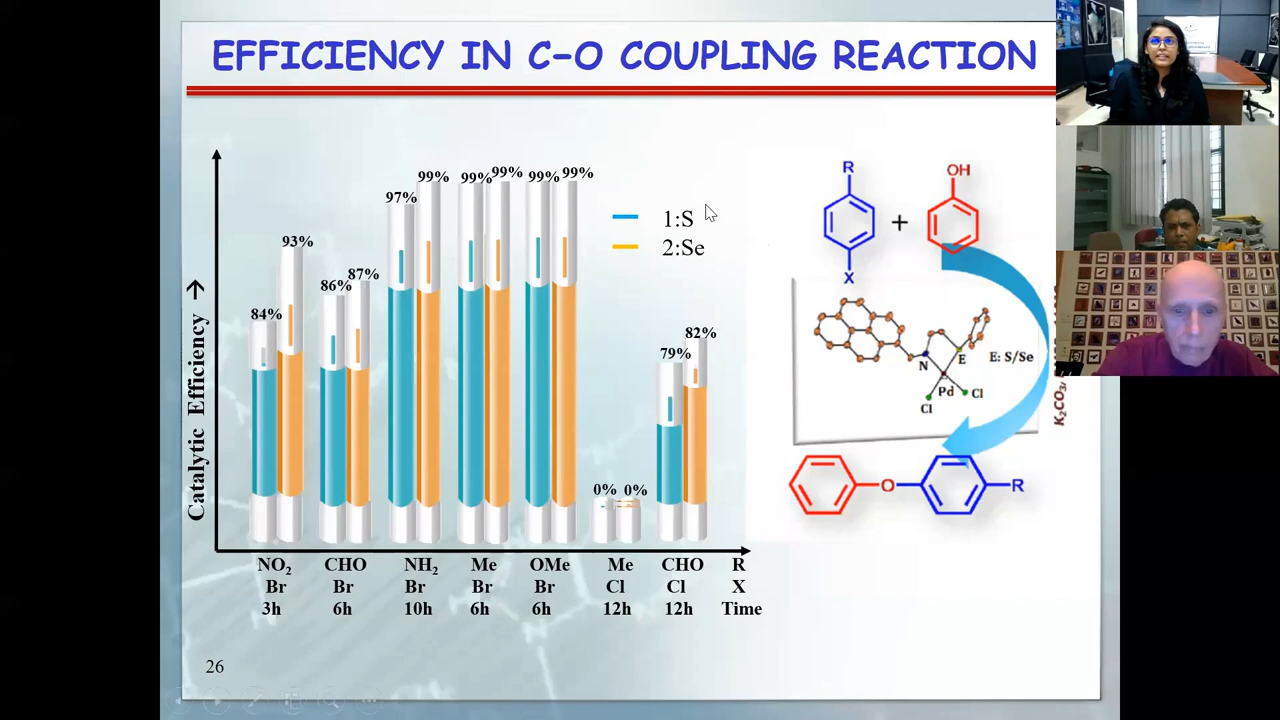 EFFICIENCY IN C–O COUPLING REACTION
Catalytic Efficiency →
84%
93%
86%
87%
97%
99%
99%
99%
99%
99%
0%
0%
79%
82%
1:S
2:Se
NO₂ CHO NH₂ Me OMe Me CHO R
Br Br Br Br Br Cl Cl X
3h 6h 10h 6h 6h 12h 12h Time
R
OH
+
X
N
E
E: S/Se
Pd
Cl
Cl
K₂CO₃
O
R
26